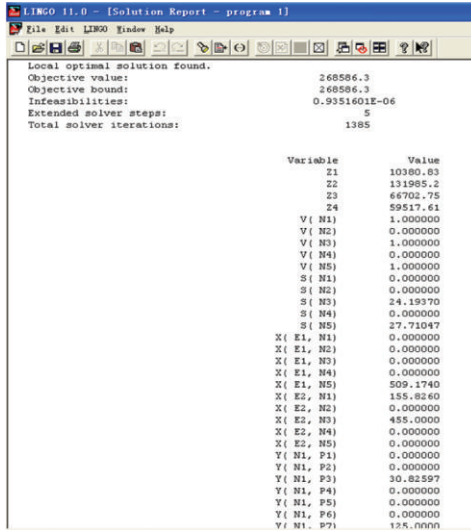 LINGO 11.0 - [Solution Report - program 1]
File Edit LINGO Window Help
Local optimal solution found.
Objective value: 268586.3
Objective bound: 268586.3
Infeasibilities: 0.9351601E-06
Extended solver steps: 5
Total solver iterations: 1385
Variable Value
Z1 10380.83
Z2 131985.2
Z3 66702.75
Z4 59517.61
V( N1) 1.000000
V( N2) 0.000000
V( N3) 1.000000
V( N4) 0.000000
V( N5) 1.000000
S( N1) 0.000000
S( N2) 0.000000
S( N3) 24.19370
S( N4) 0.000000
S( N5) 27.71047
X( E1, N1) 0.000000
X( E1, N2) 0.000000
X( E1, N3) 0.000000
X( E1, N4) 0.000000
X( E1, N5) 509.1740
X( E2, N1) 155.8260
X( E2, N2) 0.000000
X( E2, N3) 455.0000
X( E2, N4) 0.000000
X( E2, N5) 0.000000
Y( N1, P1) 0.000000
Y( N1, P2) 0.000000
Y( N1, P3) 30.82597
Y( N1, P4) 0.000000
Y( N1, P5) 0.000000
Y( N1, P6) 0.000000
Y( N1, P7) 125.0000